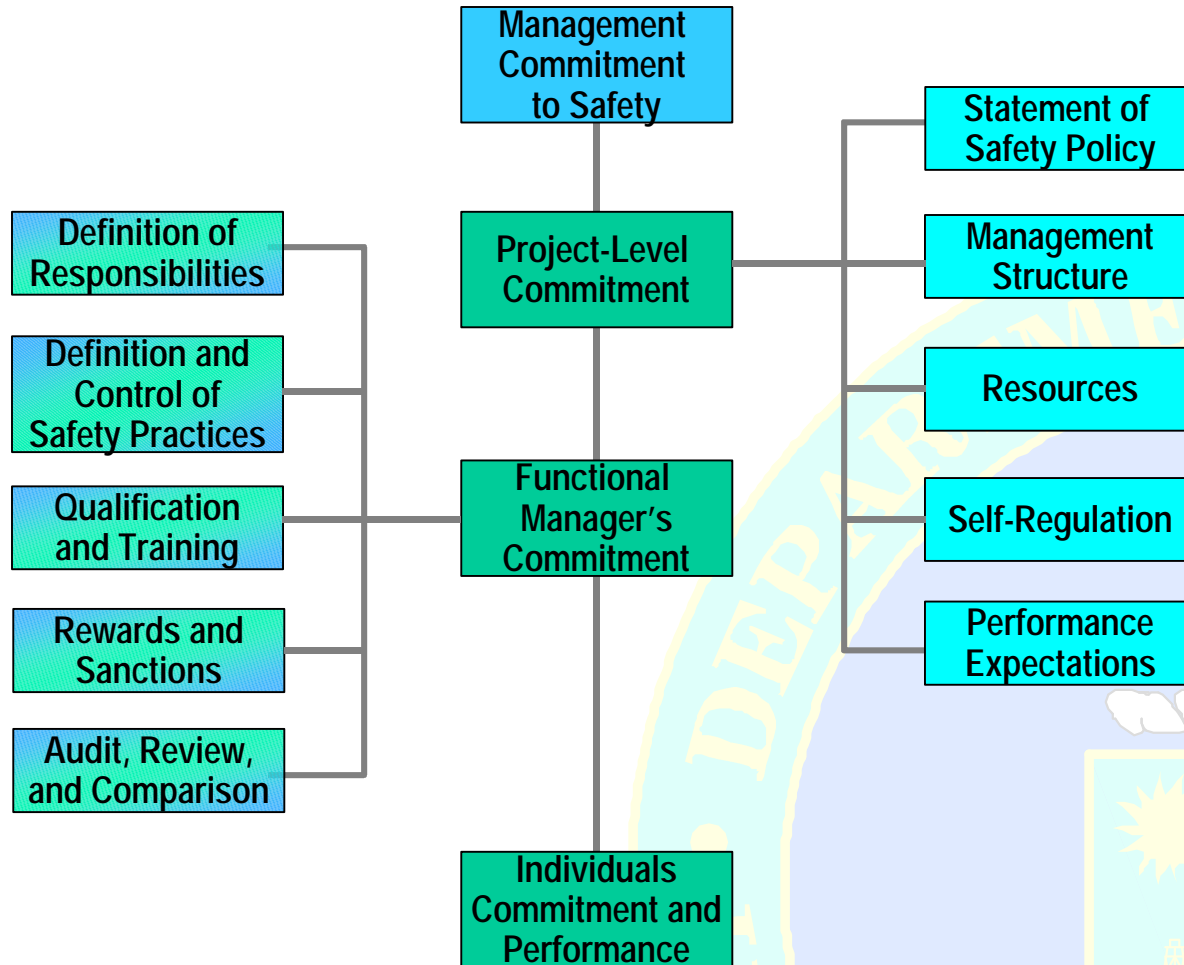 Management
Commitment
to Safety
Statement of
Safety Policy
Definition of
Responsibilities
Project-Level
Commitment
Management
Structure
Definition and
Control of
Safety Practices
Resources
Qualification
and Training
Functional
Manager’s
Commitment
Self-Regulation
Rewards and
Sanctions
Performance
Expectations
Audit, Review,
and Comparison
Individuals
Commitment and
Performance